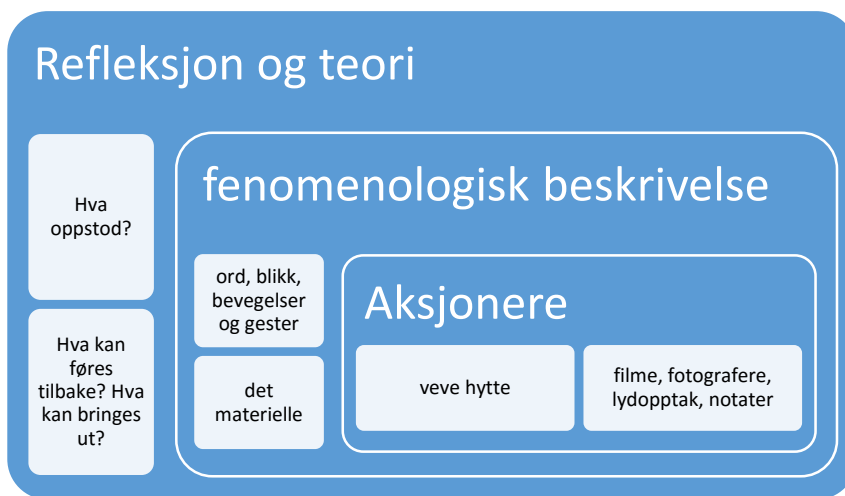 Refleksjon og teori
Hva
oppstod?
Hva kan
føres
tilbake? Hva
kan bringes
ut?
fenomenologisk beskrivelse
ord, blikk,
bevegelser
og gester
det
materielle
Aksjonere
veve hytte
filme, fotografere,
lydopptak, notater